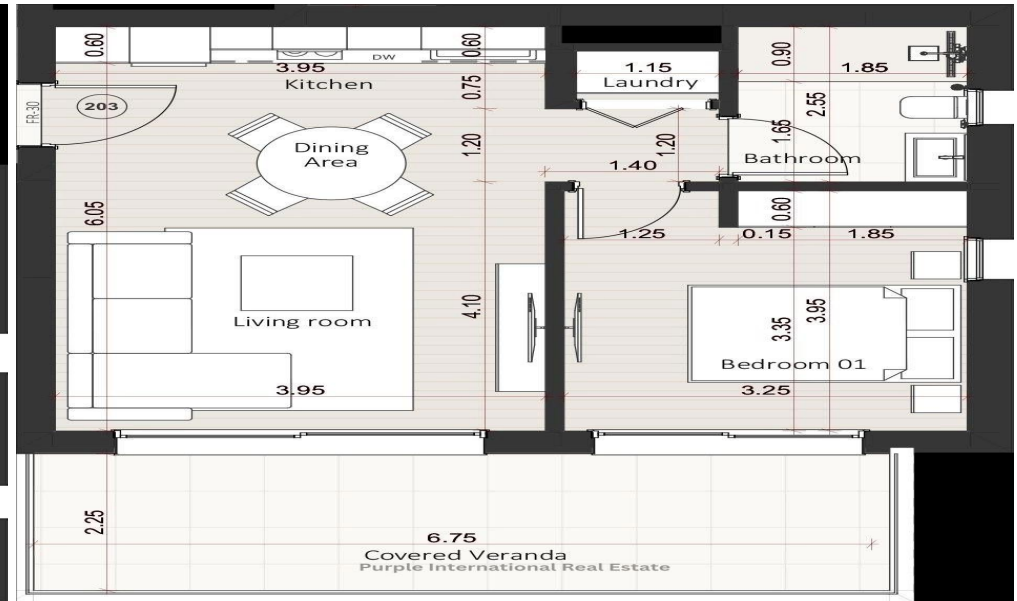 0.60
0.60
0.90
DW
3.95
1.15
1.85
Kitchen
Laundry
0.75
203
FR-30
2.55
1.65
1.20
1.20
Dining
Area
Bathroom
1.40
6.05
0.60
1.25
0.15
1.85
4.10
3.35
3.95
Living room
Bedroom 01
3.95
3.25
2.25
6.75
Covered Veranda
Purple International Real Estate